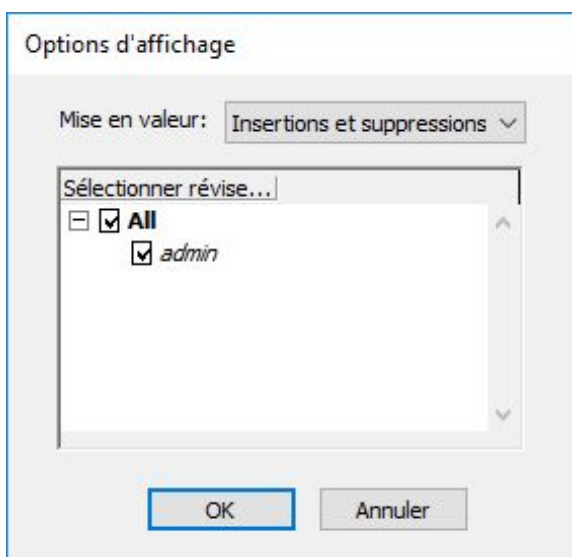 Options d'affichage
Mise en valeur: Insertions et suppressions
Sélectionner révise...
All
admin
OK Annuler